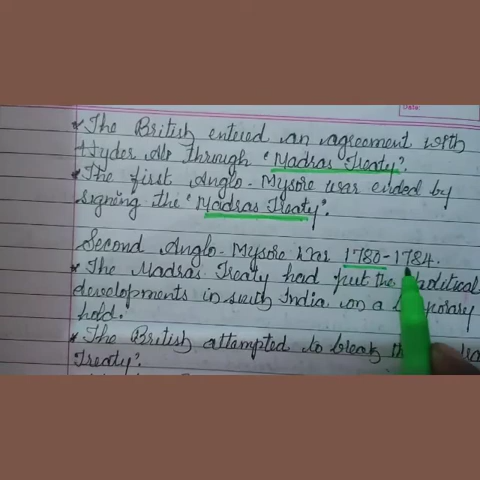 Date:
* The British entered an agreement with
Hyder Ali through 'Madras Treaty'.
* The first Anglo-Mysore war ended by
signing the 'Madras Treaty'.
Second Anglo-Mysore War 1780-1784.
* The Madras Treaty had put the political
developments in south India on a
hold.
* The British attempted to break
Treaty'.